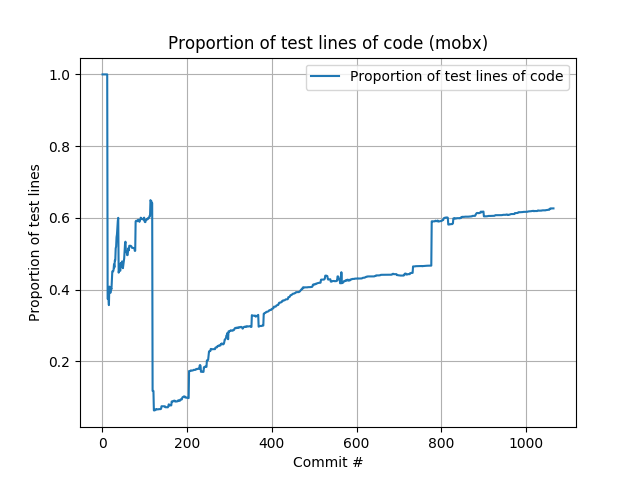 Proportion of test lines of code (mobx)
Proportion of test lines of code
Proportion of test lines
1.0
0.8
0.6
0.4
0.2
0 200 400 600 800 1000
Commit #